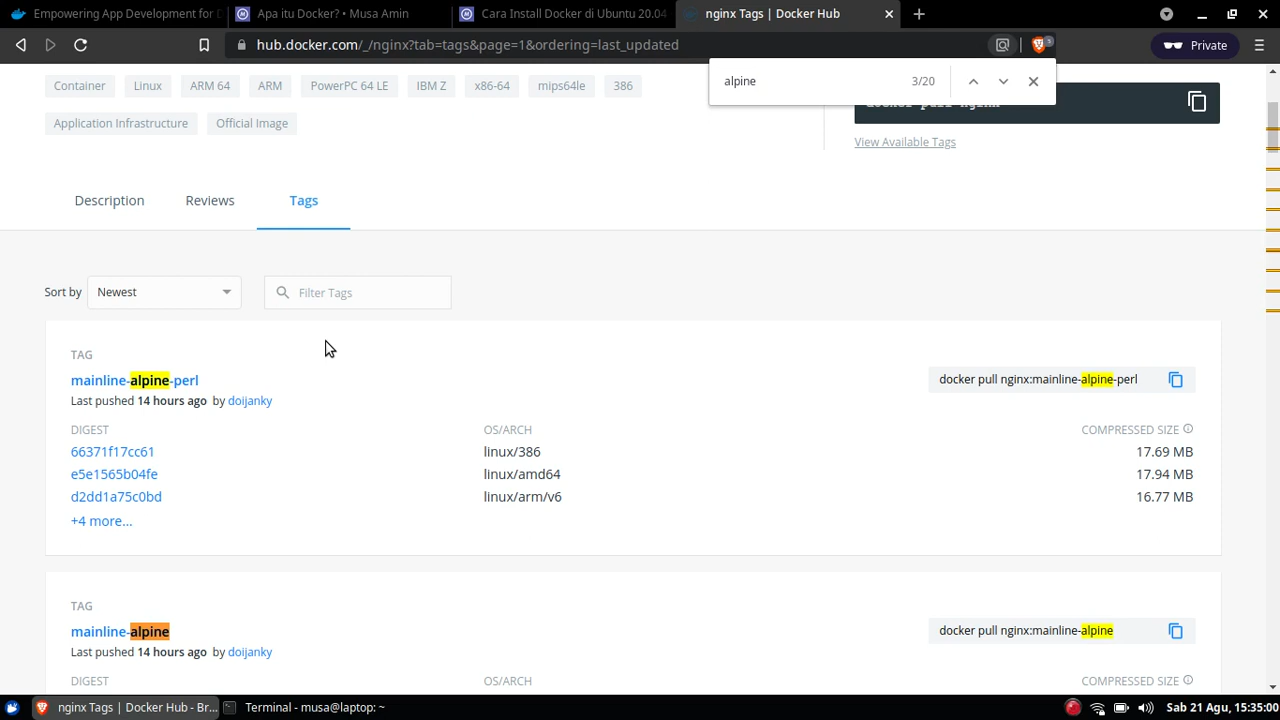 Empowering App Development for D
Apa itu Docker? • Musa Amin
Cara Install Docker di Ubuntu 20.04
nginx Tags | Docker Hub
hub.docker.com/_/nginx?tab=tags&page=1&ordering=last_updated
Private
alpine
3/20
Container
Linux
ARM 64
ARM
PowerPC 64 LE
IBM Z
x86-64
mips64le
386
Application Infrastructure
Official Image
docker pull nginx
View Available Tags
Description
Reviews
Tags
Sort by
Newest
Filter Tags
TAG
mainline-alpine-perl
docker pull nginx:mainline-alpine-perl
Last pushed 14 hours ago by doijanky
DIGEST
OS/ARCH
COMPRESSED SIZE
66371f17cc61
linux/386
17.69 MB
e5e1565b04fe
linux/amd64
17.94 MB
d2dd1a75c0bd
linux/arm/v6
16.77 MB
+4 more...
TAG
mainline-alpine
docker pull nginx:mainline-alpine
Last pushed 14 hours ago by doijanky
DIGEST
OS/ARCH
COMPRESSED SIZE
nginx Tags | Docker Hub - Br...
Terminal - musa@laptop: ~
Sab 21 Agu, 15:35:00